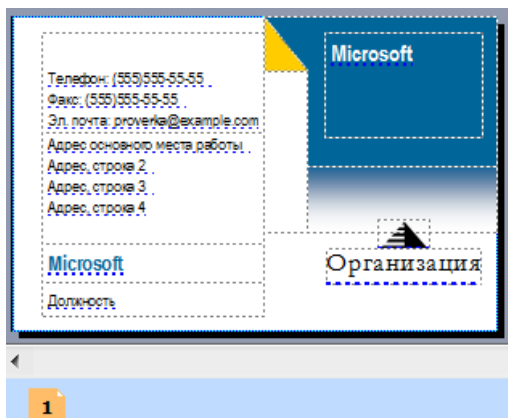 Microsoft
Телефон: (555)555-55-55
Факс: (555)555-55-55
Эл. почта: proverka@example.com
Адрес основного места работы
Адрес, строка 2
Адрес, строка 3
Адрес, строка 4
Microsoft
Организация
Должность
1